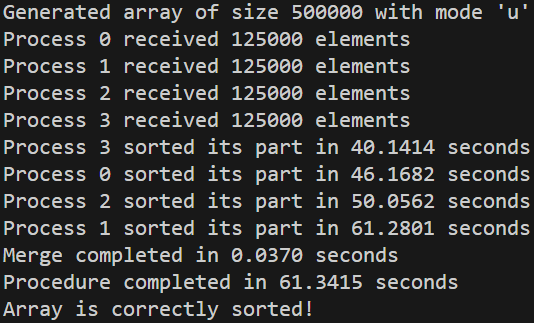 Generated array of size 500000 with mode 'u'
Process 0 received 125000 elements
Process 1 received 125000 elements
Process 2 received 125000 elements
Process 3 received 125000 elements
Process 3 sorted its part in 40.1414 seconds
Process 0 sorted its part in 46.1682 seconds
Process 2 sorted its part in 50.0562 seconds
Process 1 sorted its part in 61.2801 seconds
Merge completed in 0.0370 seconds
Procedure completed in 61.3415 seconds
Array is correctly sorted!